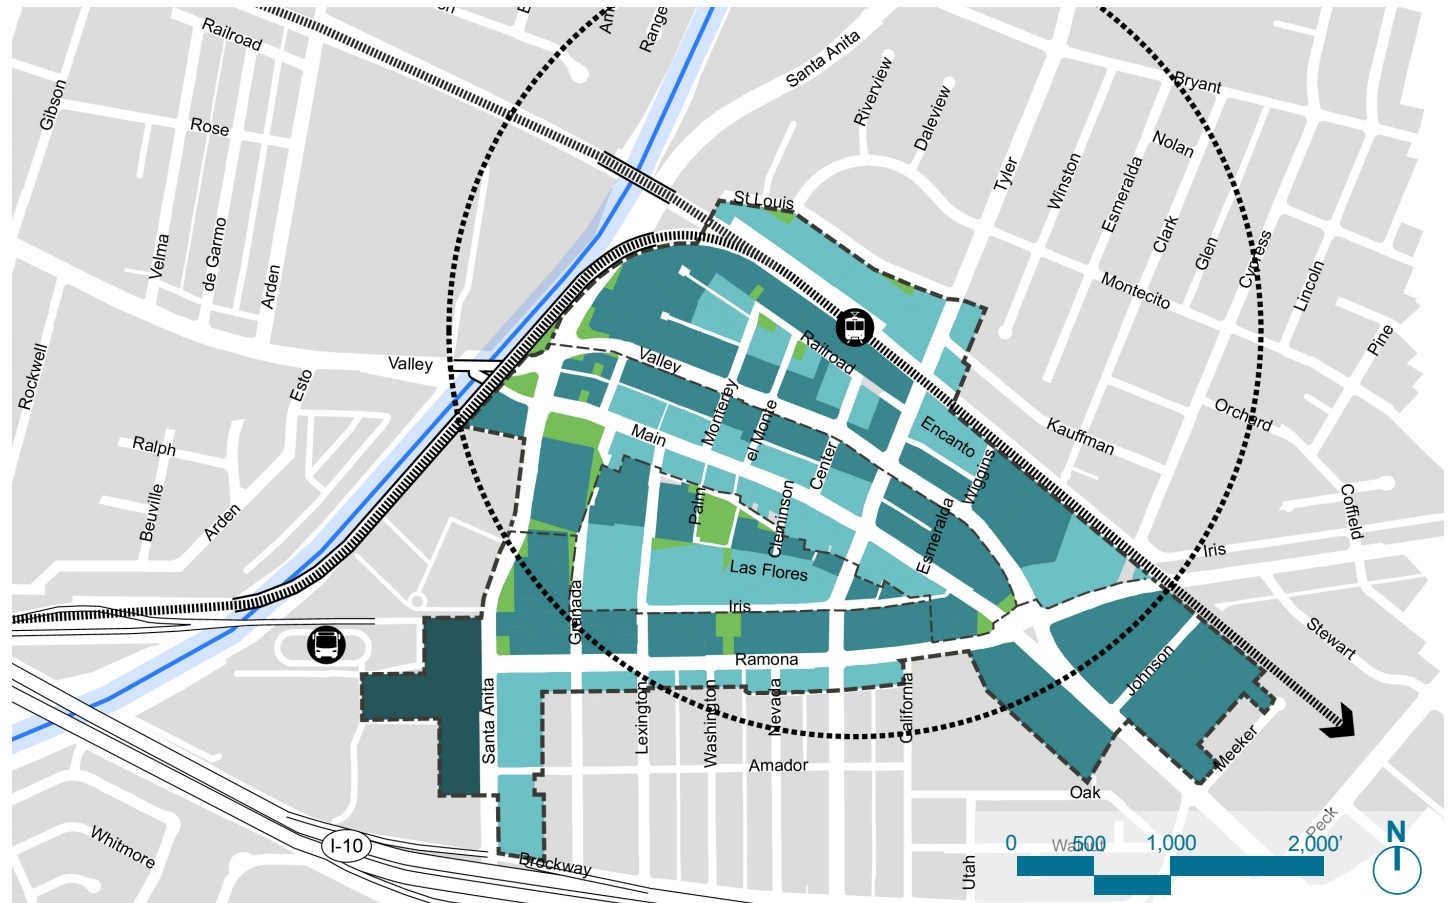 Railroad
Range
Santa Anita
Gibson
Rose
Riverview
Daleview
Bryant
Nolan
Tyler
Winston
Esmeralda
Clark
Glen
Cypress
Lincoln
St Louis
Velma
de Garmo
Arden
Montecito
Pine
Rockwell
Valley
Esto
Valley
Railroad
Monterey
el Monte
Main
Center
Encanto
Wiggins
Kauffman
Orchard
Ralph
Beuville
Arden
Palm
Cleminson
Esmeralda
Coffield
Iris
Las Flores
Granada
Iris
Stewart
Ramona
Johnson
Santa Anita
Lexington
Washington
Nevada
California
Meeker
Amador
Oak
Peck
Whitmore
I-10
Brockway
Utah
Walnut
0
500
1,000
2,000'
N